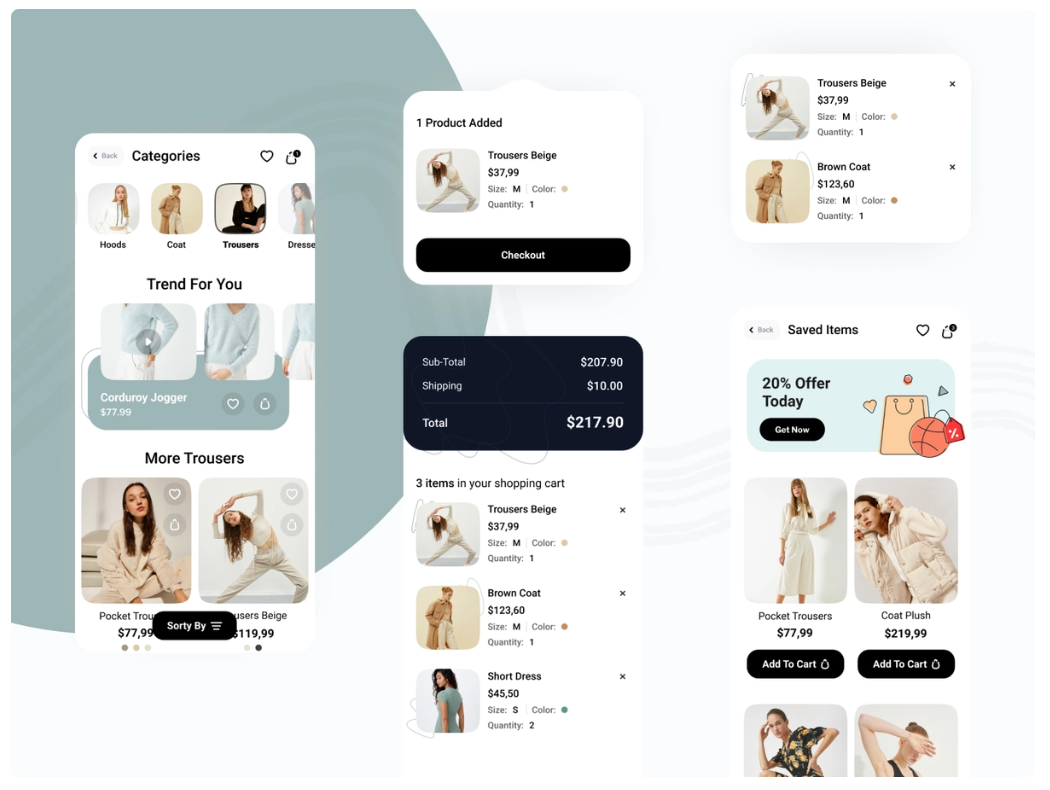 Back Categories 1
Hoods Coat Trousers Dresse
Trend For You
Corduroy Jogger
$77.99
More Trousers
Pocket Trou users Beige
Sorty By
$77,99 $119,99
1 Product Added
Trousers Beige
$37,99
Size: M Color:
Quantity: 1
Checkout
Sub-Total $207.90
Shipping $10.00
Total $217.90
3 items in your shopping cart
Trousers Beige ×
$37,99
Size: M Color:
Quantity: 1
Brown Coat ×
$123,60
Size: M Color:
Quantity: 1
Short Dress ×
$45,50
Size: S Color:
Quantity: 2
Trousers Beige ×
$37,99
Size: M Color:
Quantity: 1
Brown Coat ×
$123,60
Size: M Color:
Quantity: 1
Back Saved Items
20% Offer
Today
Get Now
%
Pocket Trousers Coat Plush
$77,99 $219,99
Add To Cart Add To Cart